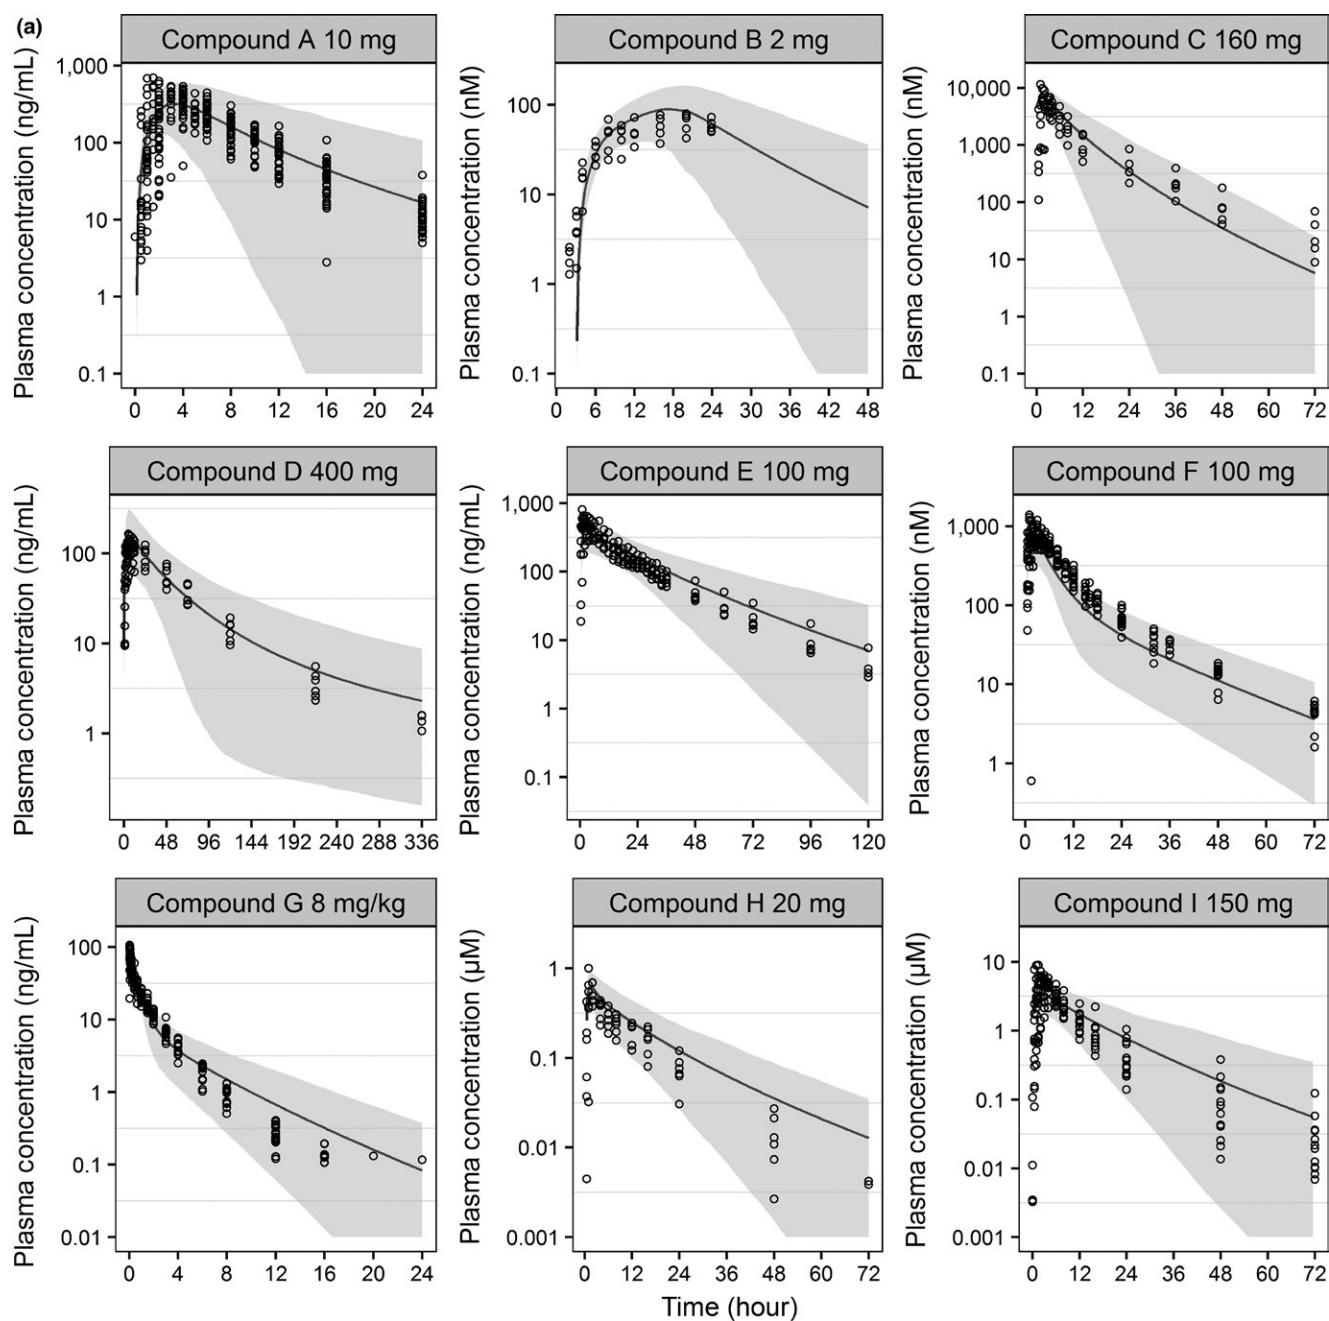 (a)
Compound A 10 mg
Compound B 2 mg
Compound C 160 mg
Plasma concentration (ng/mL)
1,000
100
10
1
0.1
0 4 8 12 16 20 24
Plasma concentration (nM)
100
10
1
0.1
0 6 12 18 24 30 36 42 48
Plasma concentration (nM)
10,000
1,000
100
10
1
0.1
0 12 24 36 48 60 72
Compound D 400 mg
Compound E 100 mg
Compound F 100 mg
Plasma concentration (ng/mL)
100
10
1
0 48 96 144 192 240 288 336
Plasma concentration (ng/mL)
1,000
100
10
1
0.1
0 24 48 72 96 120
Plasma concentration (nM)
1,000
100
10
1
0 12 24 36 48 60 72
Compound G 8 mg/kg
Compound H 20 mg
Compound I 150 mg
Plasma concentration (ng/mL)
100
10
1
0.1
0.01
0 4 8 12 16 20 24
Plasma concentration (µM)
1
0.1
0.01
0.001
0 12 24 36 48 60 72
Plasma concentration (µM)
10
1
0.1
0.01
0.001
0 12 24 36 48 60 72
Time (hour)